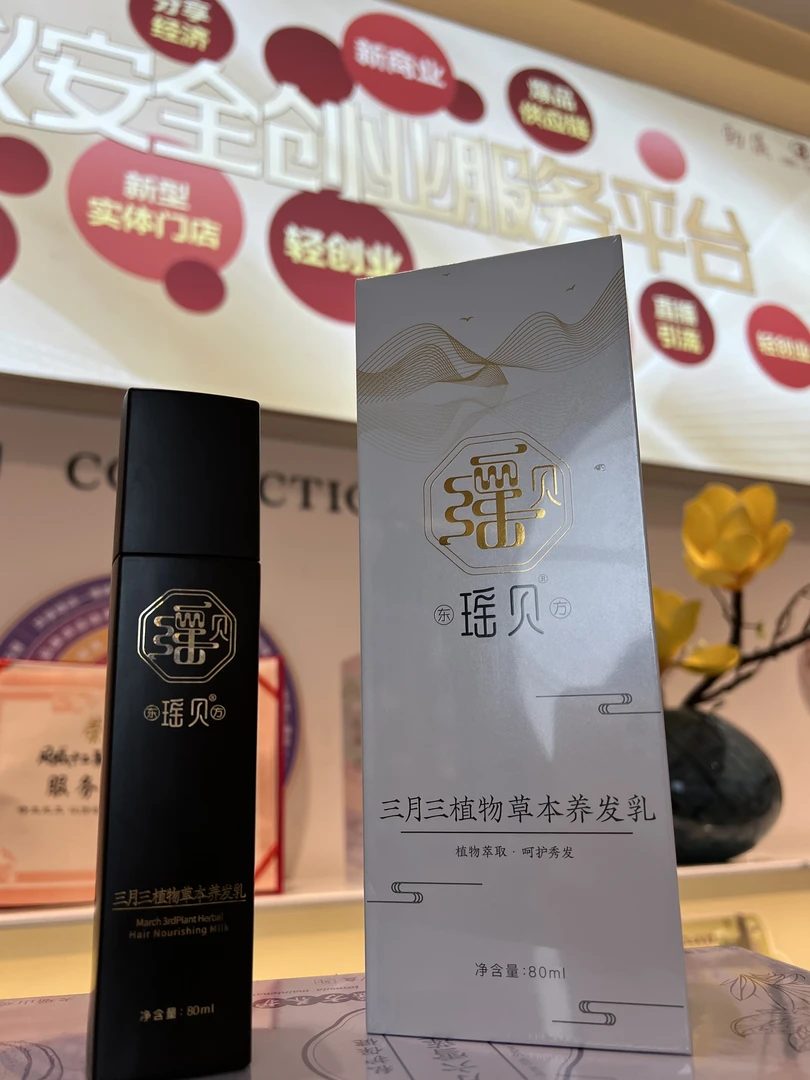 分享
经济
新商业
爆品
供应链
安全创业服务平台
新型
实体门店
轻创业
直播
引流
轻创业
瑶贝
东 瑶贝® 方
三月三植物草本养发乳
植物萃取·呵护秀发
净含量:80ml
瑶贝
东 瑶贝® 方
三月三植物草本养发乳
March 3rdPlant Herbal
Hair Nourishing Milk
净含量:80ml
服务